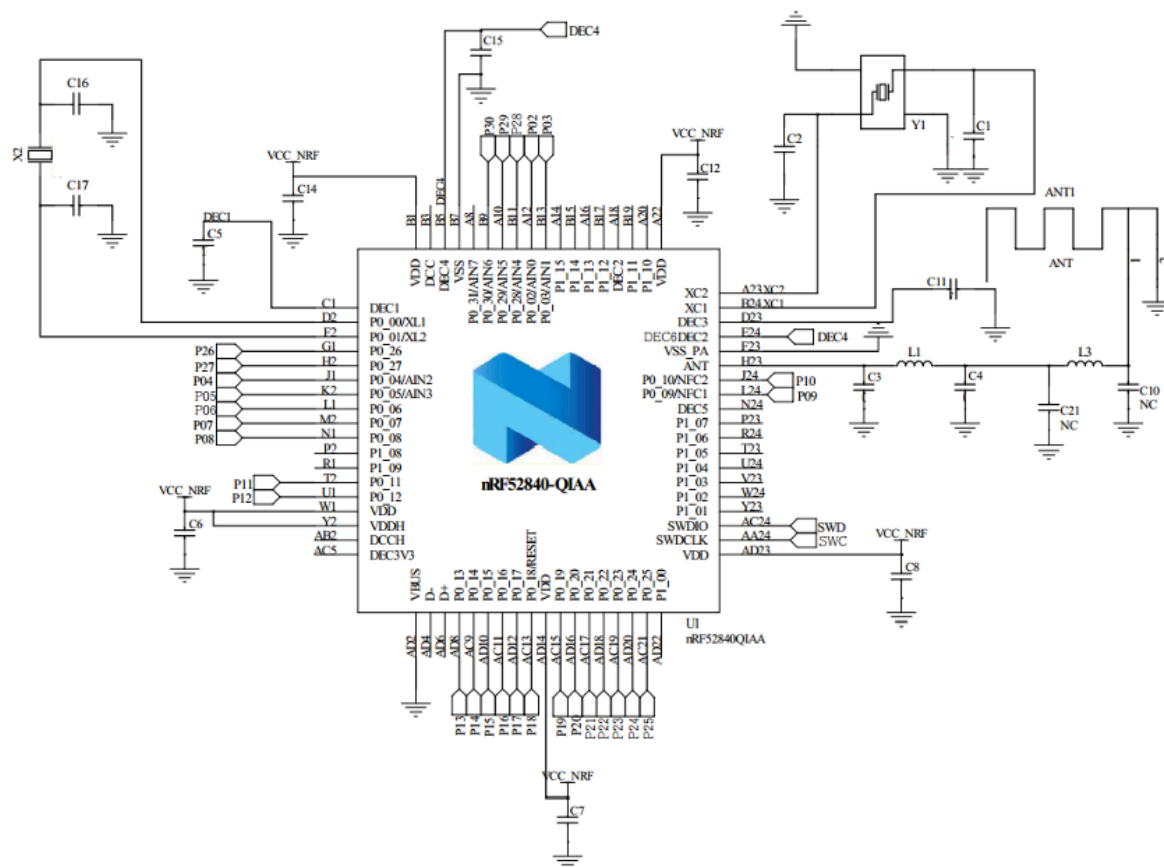 C15
DEC4
C16
X2
C17
VCC_NRF
C14
DEC1
C5
P30
P29
P28
P02
P03
VCC_NRF
C12
C2
Y1
C1
ANT1
ANT
1
2
B1
B3
B5 DEC4
B7
A8
B9
A10
B11
A12
B13
A14
B15
A16
B17
A18
B19
A20
A22
VDD
DCC
DEC4
VSS
P0_31/AIN7
P0_30/AIN6
P0_29/AIN5
P0_28/AIN4
P0_02/AIN0
P0_03/AIN1
P1_15
P1_14
P1_13
P1_12
DEC2
P1_11
P1_10
VDD
C1 DEC1
D2 P0_00/XL1
F2 P0_01/XL2
P26 G1 P0_26
P27 H2 P0_27
P04 J1 P0_04/AIN2
P05 K2 P0_05/AIN3
P06 L1 P0_06
P07 M2 P0_07
P08 N1 P0_08
P2 P1_08
R1 P1_09
P11 T2 P0_11
P12 U1 P0_12
VCC_NRF
W1 VDD
C6
Y2 VDDH
AB2 DCCH
AC5 DEC3V3
XC2 A23XC2
XC1 B24XC1
DEC3 D23
C11
DEC6DEC2 E24 DEC4
VSS_PA F23
ANT H23
L1
L3
C3
C4
C21
NC
C10
NC
P0_10/NFC2 J24 P10
P0_09/NFC1 L24 P09
DEC5 N24
P1_07 P23
P1_06 R24
P1_05 T23
P1_04 U24
P1_03 V23
P1_02 W24
P1_01 Y23
SWDIO AC24 SWD
SWDCLK AA24 SWC
VDD AD23
VCC_NRF
C8
nRF52840-QIAA
VBUS
D-
D+
P0_13
P0_14
P0_15
P0_16
P0_17
P0_18/RESET
VDD
P0_19
P0_20
P0_21
P0_22
P0_23
P0_24
P0_25
P1_00
U1
nRF52840QIAA
AD2
AD4
AD6
AD8
AC9
AD10
AC11
AD12
AC13
AD14
AC15
AD16
AC17
AD18
AC19
AD20
AC21
AD22
P13
P14
P15
P16
P17
P18
P19
P20
P21
P22
P23
P24
P25
VCC_NRF
C7